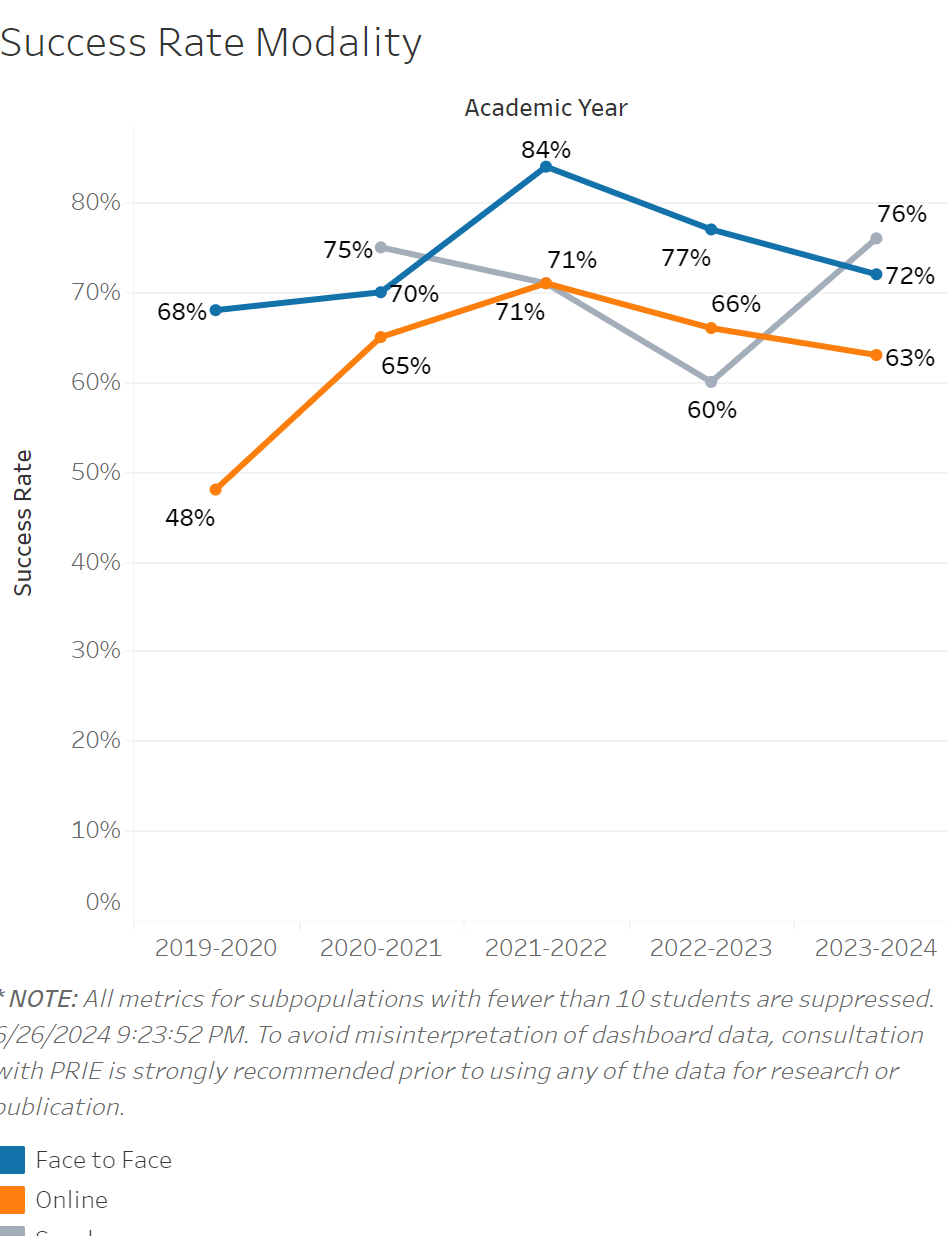 Success Rate Modality
Academic Year
84%
80%
76%
75%
71%
77%
72%
70%
70%
68%
71%
66%
65%
63%
60%
60%
Success Rate
50%
48%
40%
30%
20%
10%
0%
2019-2020 2020-2021 2021-2022 2022-2023 2023-2024
* NOTE: All metrics for subpopulations with fewer than 10 students are suppressed.
6/26/2024 9:23:52 PM. To avoid misinterpretation of dashboard data, consultation
with PRIE is strongly recommended prior to using any of the data for research or
publication.
Face to Face
Online